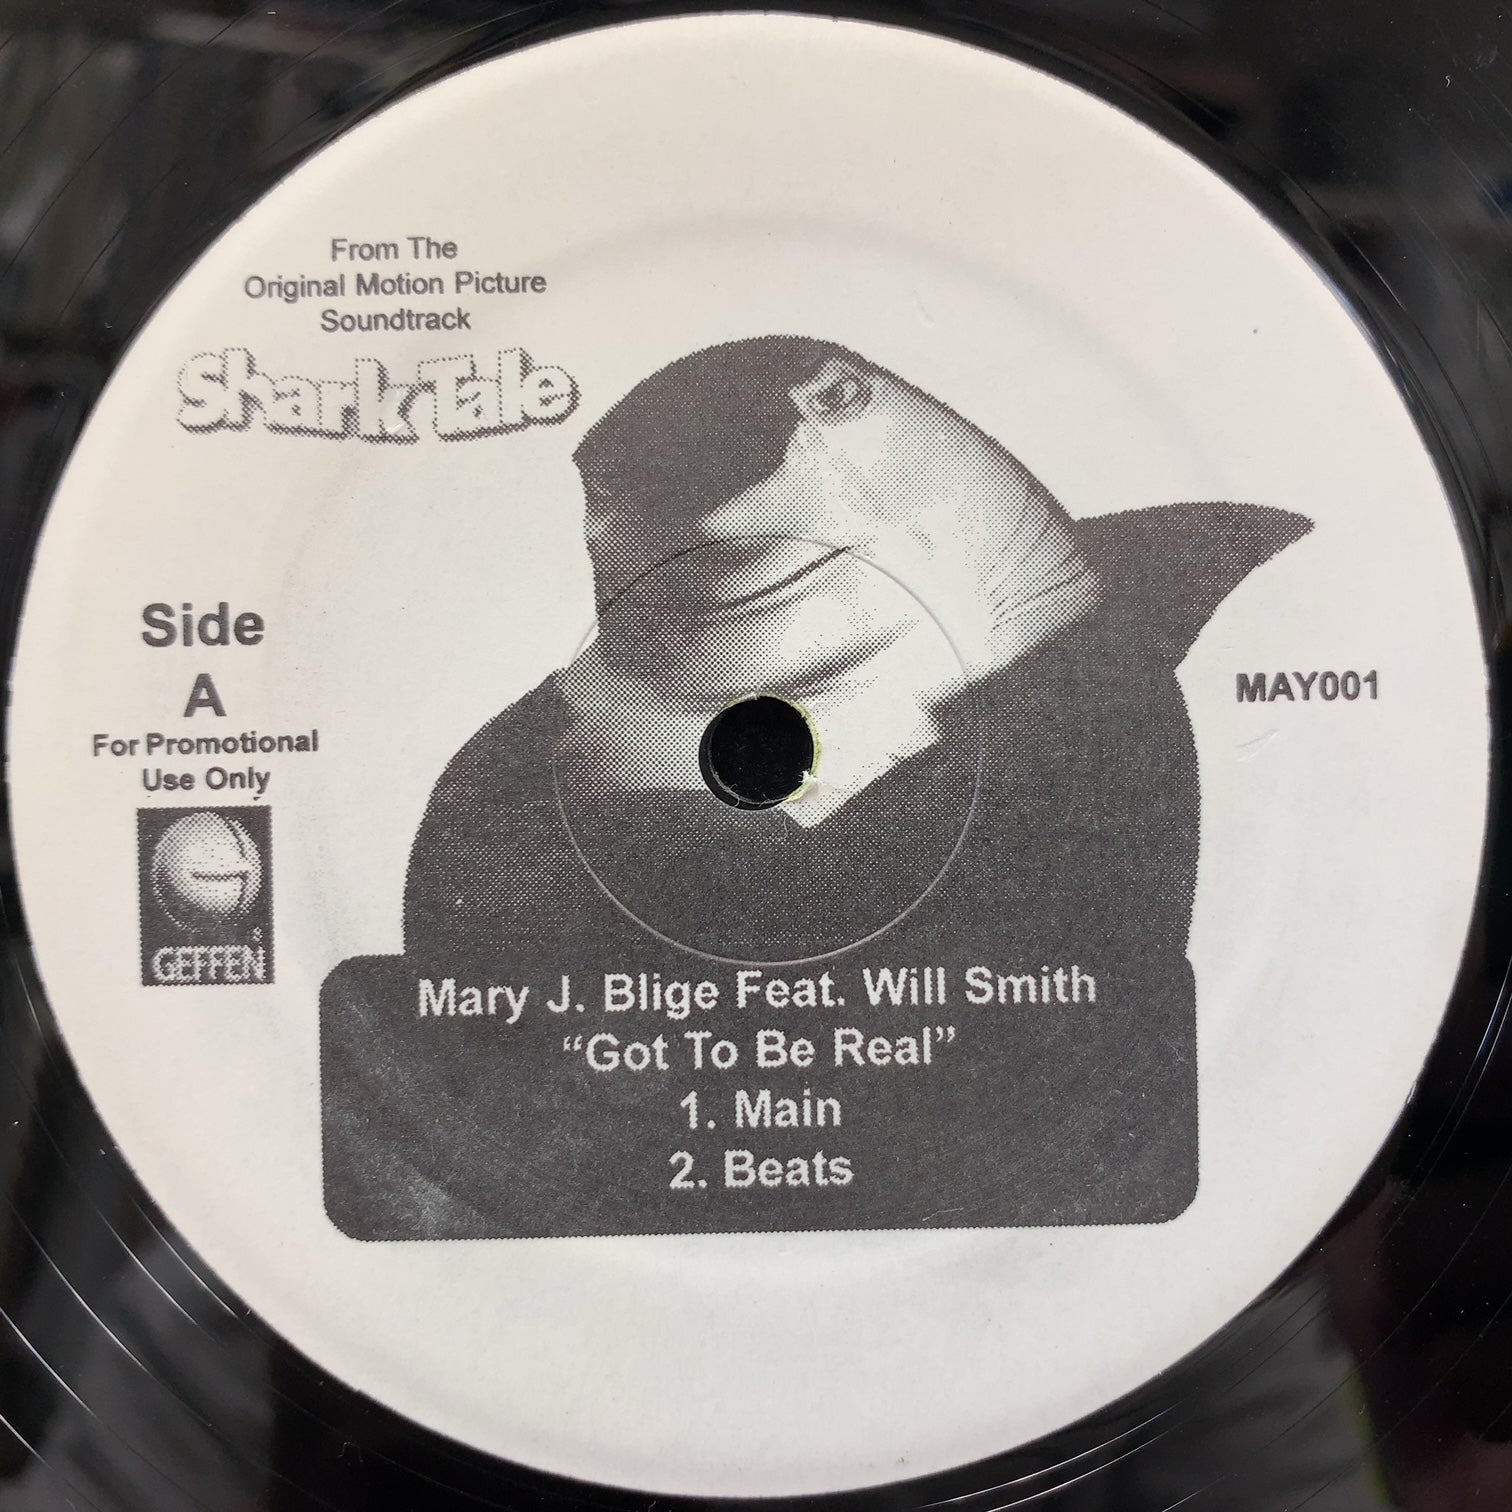 From The
Original Motion Picture
Soundtrack
Shark Tale
Side
A
For Promotional
Use Only
GEFFEN
MAY001
Mary J. Blige Feat. Will Smith
“Got To Be Real”
1. Main
2. Beats